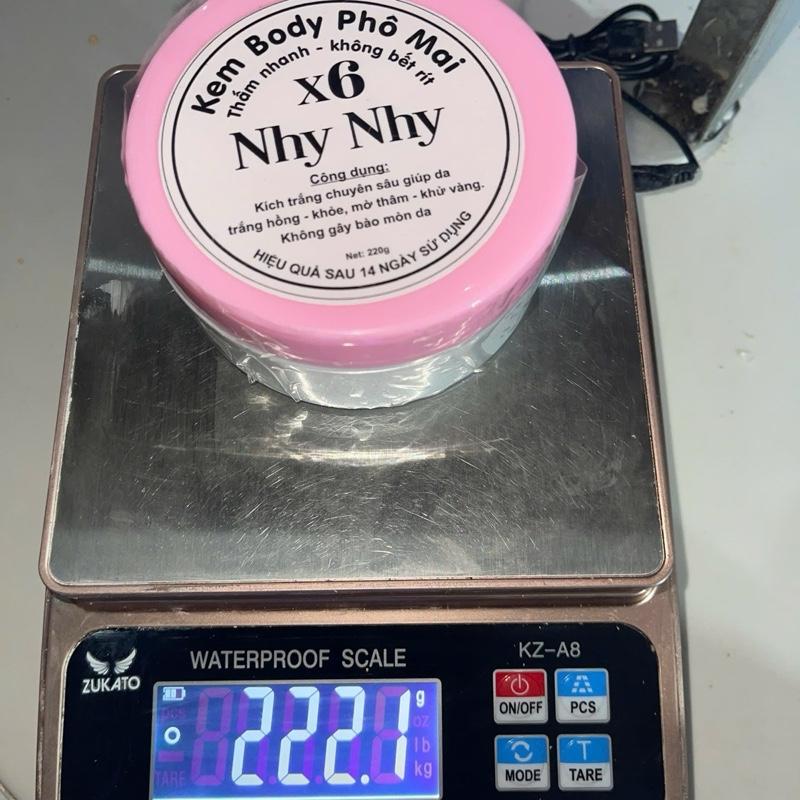 Kem Body Phô Mai
Thấm nhanh - không bết rít
x6
Nhy Nhy
Công dụng:
Kích trắng chuyên sâu giúp da
trắng hồng - khỏe, mờ thâm - khử vàng.
Không gây bào mòn da
Net: 220g
HIỆU QUẢ SAU 14 NGÀY SỬ DỤNG
ZUKATO
WATERPROOF SCALE
KZ-A8
222.1 g
PCS
oz
lb
TARE
kg
ON/OFF
PCS
MODE
T
TARE